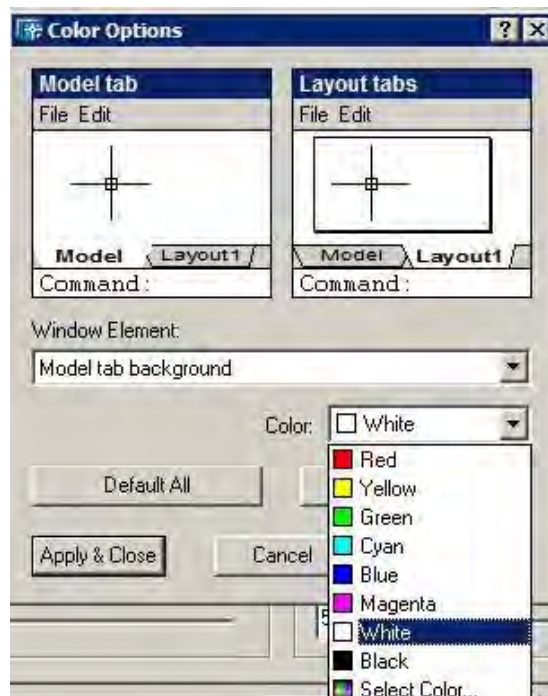 Color Options
Model tab
File Edit
Model Layout1
Command:
Layout tabs
File Edit
Model Layout1
Command:
Window Element:
Model tab background
Color: White
Red
Yellow
Green
Cyan
Blue
Magenta
White
Black
Select Color...
Default All
Apply & Close
Cancel